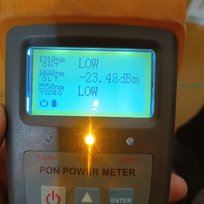 1310nm LOW
ONT
1490nm -23.48dBm
OLT
1550nm LOW
VIDEO
PON POWER METER
ENTER